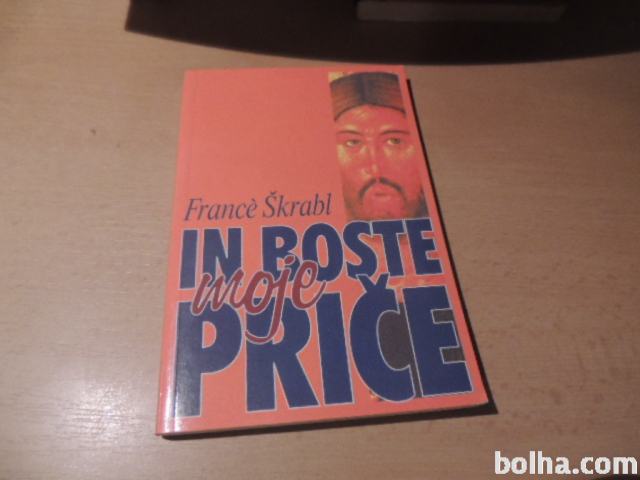 Francè Škrabl
IN BOSTE
moje
PRIČE
bolha.com